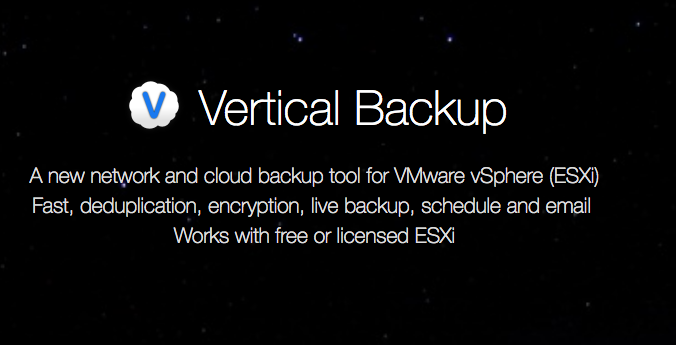 V Vertical Backup
A new network and cloud backup tool for VMware vSphere (ESXi)
Fast, deduplication, encryption, live backup, schedule and email
Works with free or licensed ESXi